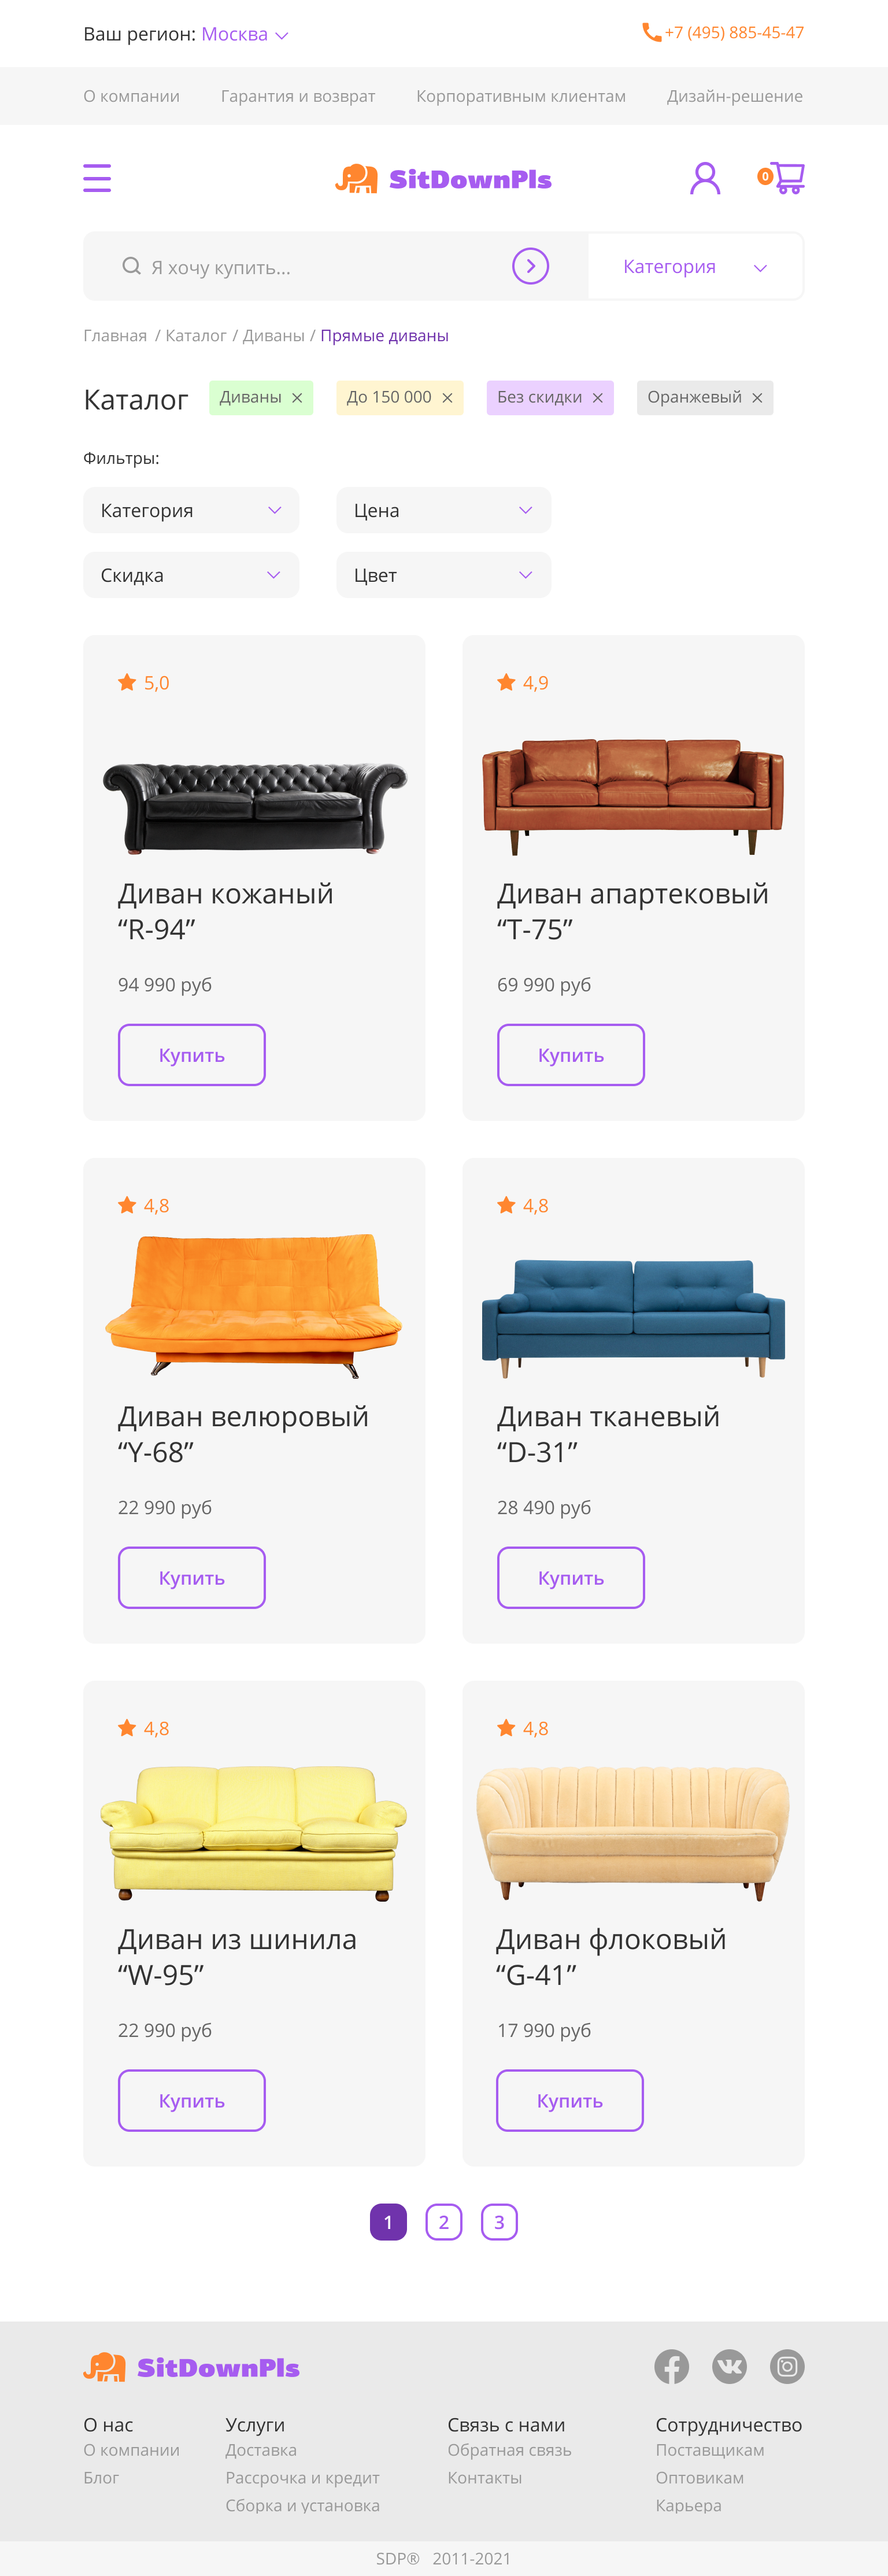 Ваш регион: Москва
+7 (495) 885-45-47
О компании
Гарантия и возврат
Корпоративным клиентам
Дизайн-решение
SitDownPls
0
Я хочу купить...
Категория
Главная / Каталог / Диваны / Прямые диваны
Каталог
Диваны
До 150 000
Без скидки
Оранжевый
Фильтры:
Категория
Цена
Скидка
Цвет
5,0
Диван кожаный
“R-94”
94 990 руб
Купить
4,9
Диван апартековый
“T-75”
69 990 руб
Купить
4,8
Диван велюровый
“Y-68”
22 990 руб
Купить
4,8
Диван тканевый
“D-31”
28 490 руб
Купить
4,8
Диван из шинила
“W-95”
22 990 руб
Купить
4,8
Диван флоковый
“G-41”
17 990 руб
Купить
1
2
3
SitDownPls
О нас
О компании
Блог
Услуги
Доставка
Рассрочка и кредит
Сборка и установка
Связь с нами
Обратная связь
Контакты
Сотрудничество
Поставщикам
Оптовикам
Карьера
SDP® 2011-2021